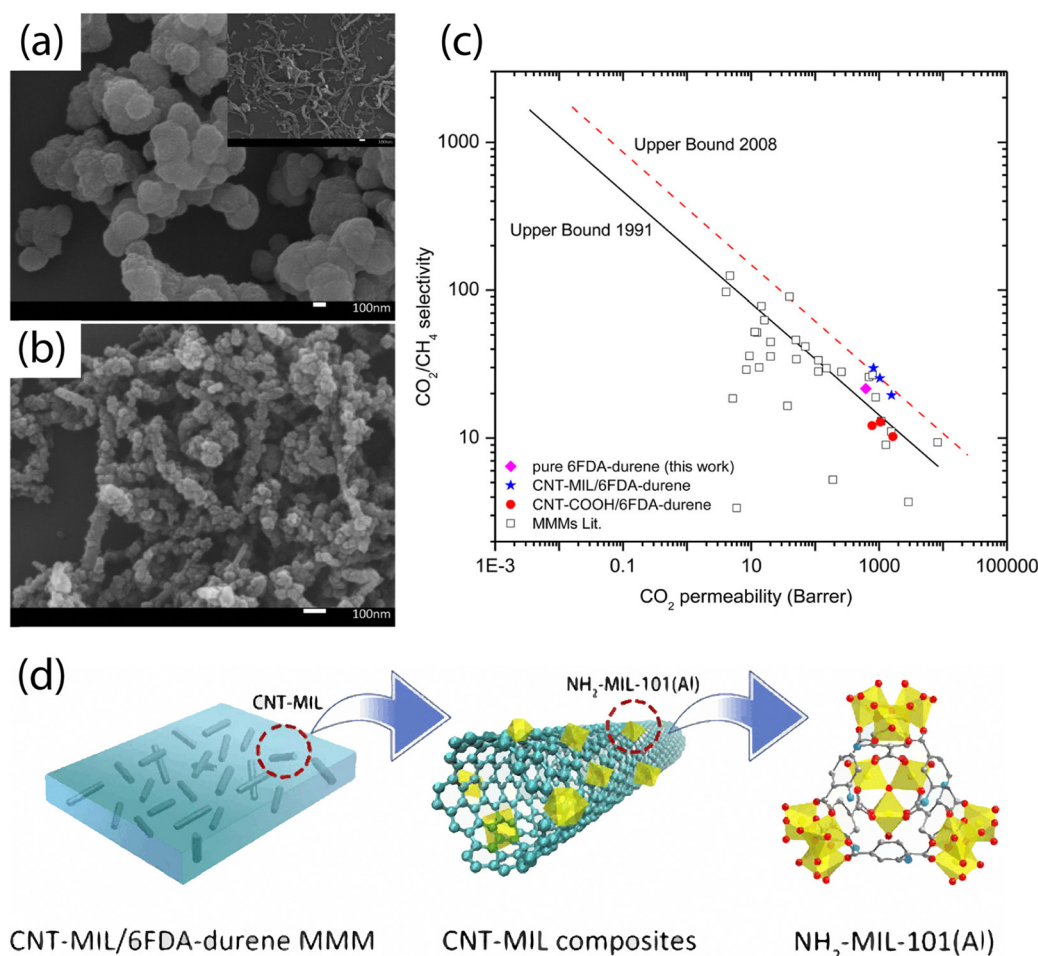 (a)
100nm
100nm
(b)
100nm
(c)
CO₂/CH₄ selectivity
1000
100
10
Upper Bound 2008
Upper Bound 1991
pure 6FDA-durene (this work)
CNT-MIL/6FDA-durene
CNT-COOH/6FDA-durene
MMMs Lit.
1E-3 0.1 10 1000 100000
CO₂ permeability (Barrer)
(d)
CNT-MIL
NH₂-MIL-101(Al)
CNT-MIL/6FDA-durene MMM
CNT-MIL composites
NH₂-MIL-101(Al)